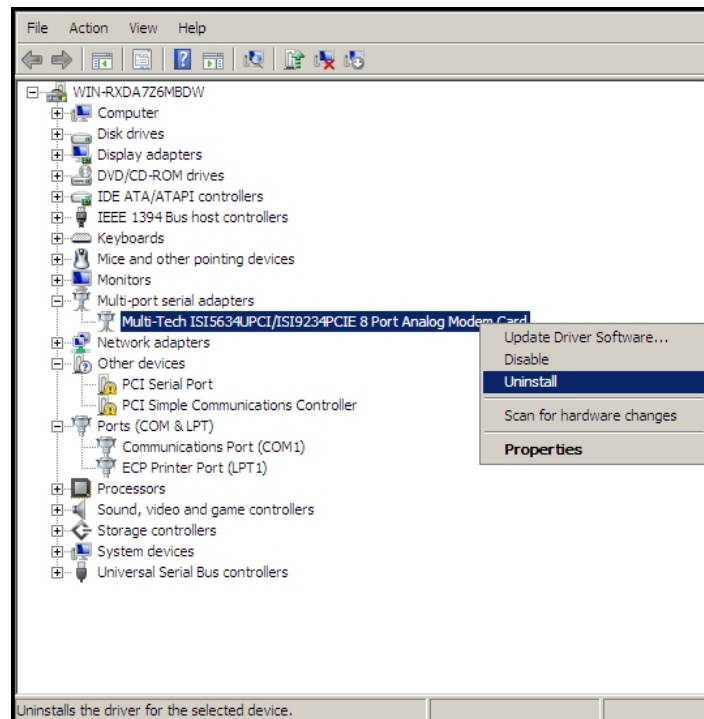 File Action View Help
WIN-RXDA7Z6MBDW
Computer
Disk drives
Display adapters
DVD/CD-ROM drives
IDE ATA/ATAPI controllers
IEEE 1394 Bus host controllers
Keyboards
Mice and other pointing devices
Monitors
Multi-port serial adapters
Multi-Tech ISI5634UPCI/ISI9234PCIE 8 Port Analog Modem Card
Network adapters
Other devices
PCI Serial Port
PCI Simple Communications Controller
Ports (COM & LPT)
Communications Port (COM1)
ECP Printer Port (LPT1)
Processors
Sound, video and game controllers
Storage controllers
System devices
Universal Serial Bus controllers
Update Driver Software...
Disable
Uninstall
Scan for hardware changes
Properties
Uninstalls the driver for the selected device.